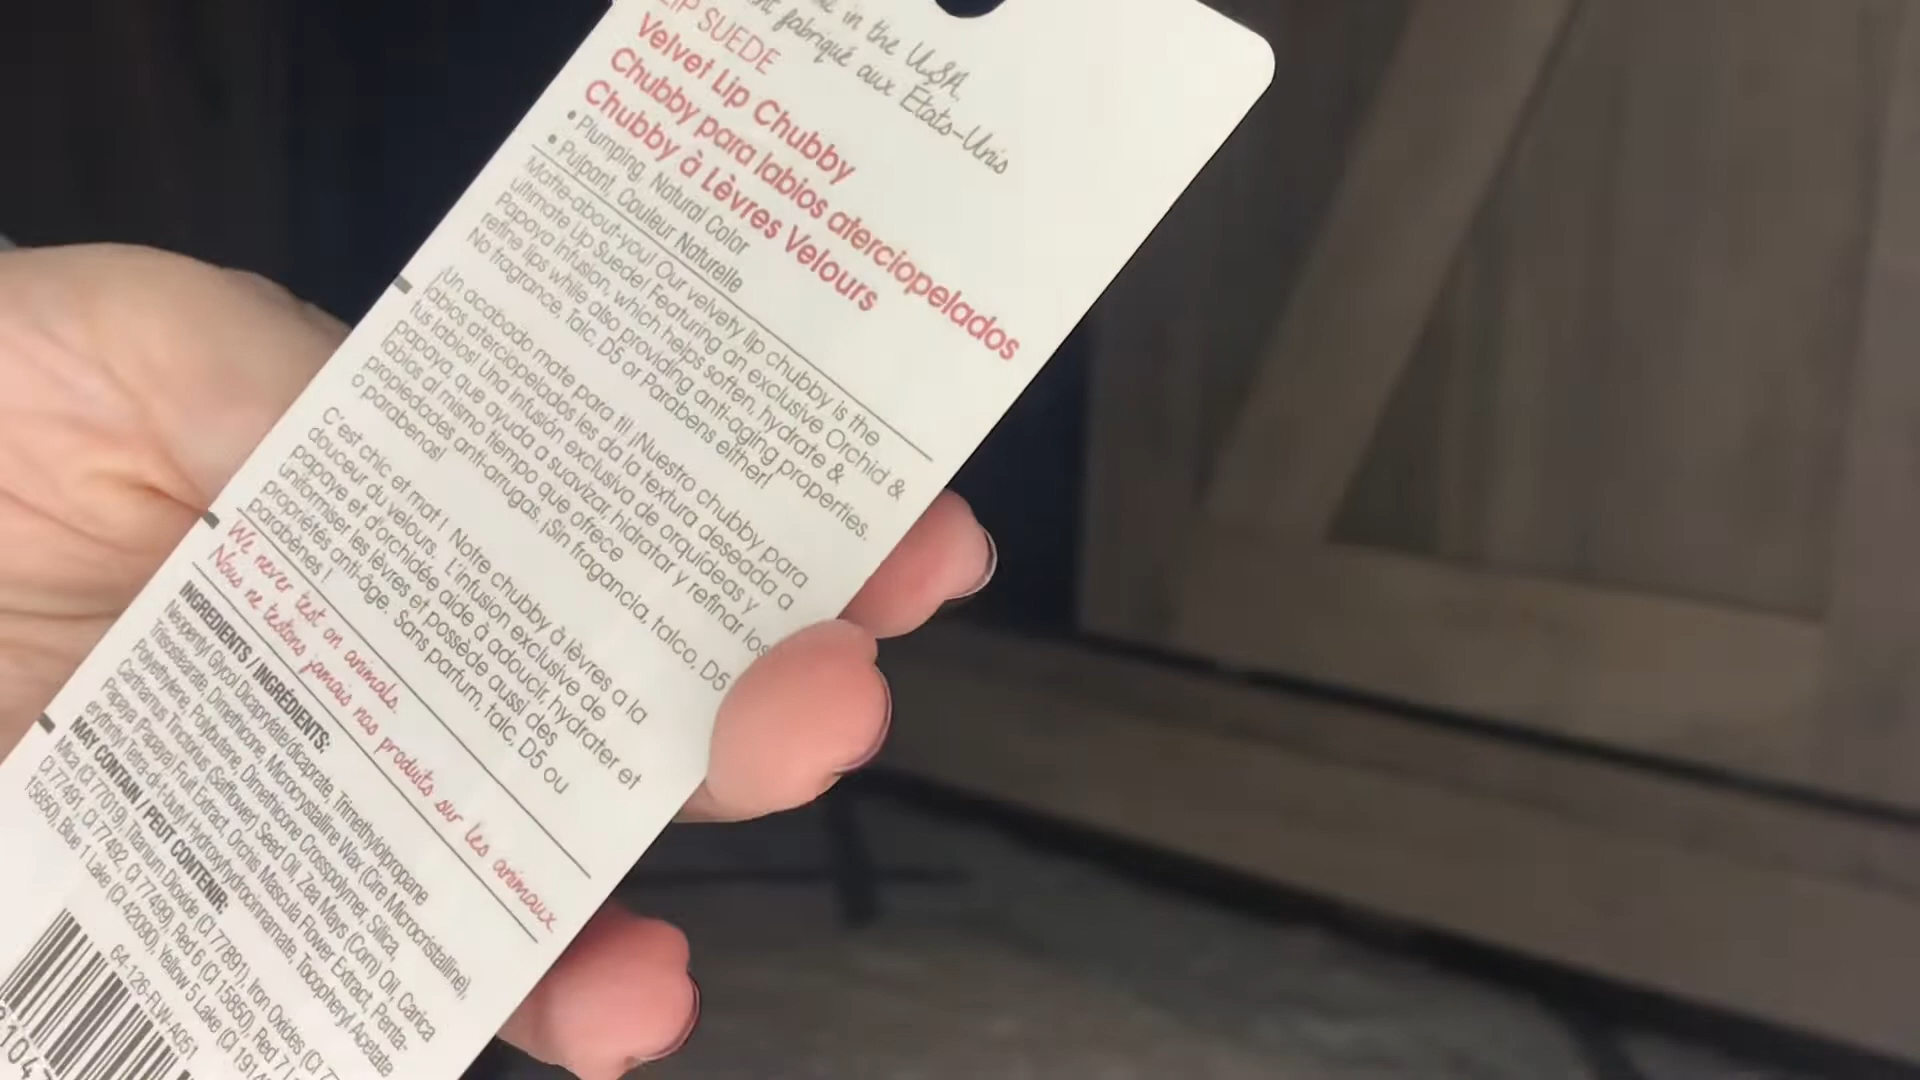 in the U.S.A.
fabriqué aux États-Unis
LIP SUEDE
Velvet Lip Chubby
Chubby para labios aterciopelados
Chubby à Lèvres Velours
• Plumping, Natural Color
• Pulpant, Couleur Naturelle
Matte-about-you! Our velvety lip chubby is the
ultimate Lip Suede! Featuring an exclusive Orchid &
Papaya Infusion, which helps soften, hydrate &
refine lips while also providing anti-aging properties.
No fragrance, Talc, D5 or Parabens either!
¡Un acabado mate para ti! ¡Nuestro chubby para
labios aterciopelados les da la textura deseada a
tus labios! Una infusión exclusiva de orquídeas y
papaya, que ayuda a suavizar, hidratar y refinar los
labios al mismo tiempo que ofrece
propiedades anti-arrugas. ¡Sin fragancia, talco, D5
o parabenos!
C'est chic et mat ! Notre chubby à lèvres a la
douceur du velours. L'infusion exclusive de
papaye et d'orchidée aide à adoucir, hydrater et
uniformiser les lèvres et possède aussi des
propriétés anti-âge. Sans parfum, talc, D5 ou
parabènes !
We never test on animals.
Nous ne testons jamais nos produits sur les animaux.
INGREDIENTS / INGRÉDIENTS:
Neopentyl Glycol Dicaprylate/dicaprate, Trimethylolpropane
Triisostearate, Dimethicone, Microcrystalline Wax (Cire Microcristalline),
Polyethylene, Polybutene, Dimethicone Crosspolymer, Silica,
Carthamus Tinctorius (Safflower) Seed Oil, Zea Mays (Corn) Oil, Carica
Papaya (Papaya) Fruit Extract, Orchis Mascula Flower Extract, Penta-
erithrityl Tetra-di-t-butyl Hydroxyhydrocinnamate, Tocopheryl Acetate
MAY CONTAIN / PEUT CONTENIR:
Mica (CI 77019), Titanium Dioxide (CI 77891), Iron Oxides (CI 77
CI 77491, CI 77492, CI 77499), Red 6 (CI 15850), Red 7 L
15850), Blue 1 Lake (CI 42090), Yellow 5 Lake (CI 1914
64-126-FLW-A051